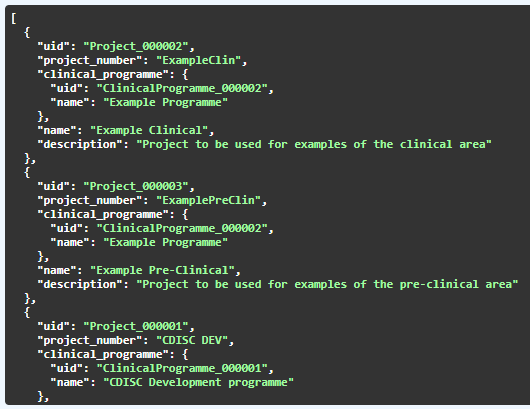 [
  {
    "uid": "Project_000002",
    "project_number": "ExampleClin",
    "clinical_programme": {
      "uid": "ClinicalProgramme_000002",
      "name": "Example Programme"
    },
    "name": "Example Clinical",
    "description": "Project to be used for examples of the clinical area"
  },
  {
    "uid": "Project_000003",
    "project_number": "ExamplePreClin",
    "clinical_programme": {
      "uid": "ClinicalProgramme_000002",
      "name": "Example Programme"
    },
    "name": "Example Pre-Clinical",
    "description": "Project to be used for examples of the pre-clinical area"
  },
  {
    "uid": "Project_000001",
    "project_number": "CDISC DEV",
    "clinical_programme": {
      "uid": "ClinicalProgramme_000001",
      "name": "CDISC Development programme"
    },